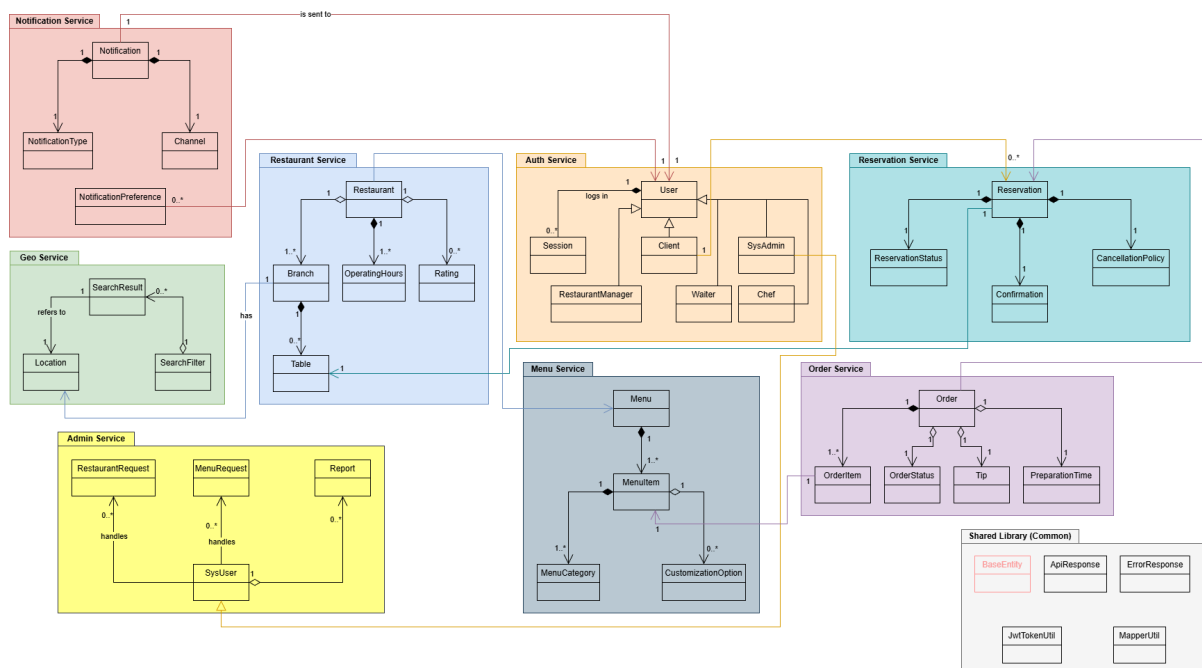 Notification Service
1
is sent to
Notification
1
1
1
1
NotificationType
Channel
NotificationPreference
0..*
Restaurant Service
Restaurant
1
1
1
1..*
1..*
0..*
Branch
OperatingHours
Rating
1
1
0..*
Table
1
Auth Service
1
1
User
1
logs in
0..*
Session
Client
1
SysAdmin
RestaurantManager
Waiter
Chef
Reservation Service
0..*
1
Reservation
1
1
1
1
1
1
1
ReservationStatus
CancellationPolicy
Confirmation
Geo Service
SearchResult
0..*
1
refers to
1
1
Location
SearchFilter
has
Menu Service
Menu
1
1..*
MenuItem
1
1
1
1..*
0..*
MenuCategory
CustomizationOption
Order Service
Order
1
1
1
1
1..*
1
1
1
OrderItem
OrderStatus
Tip
PreparationTime
1
Admin Service
RestaurantRequest
MenuRequest
Report
0..*
0..*
0..*
handles
handles
SysUser
1
Shared Library (Common)
BaseEntity
ApiResponse
ErrorResponse
JwtTokenUtil
MapperUtil